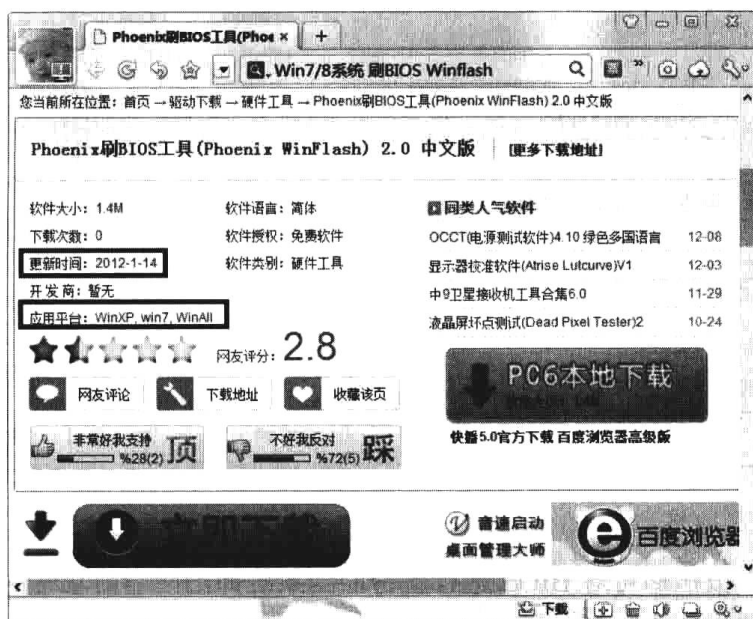 Phoenix刷BIOS工具(Phoe × +
Win7/8系统 刷BIOS Winflash
您当前所在位置：首页 → 驱动下载 → 硬件工具 → Phoenix刷BIOS工具(Phoenix WinFlash) 2.0 中文版
Phoenix刷BIOS工具(Phoenix WinFlash) 2.0 中文版 [更多下载地址]
软件大小：1.4M 软件语言：简体
下载次数：0 软件授权：免费软件
更新时间：2012-1-14 软件类别：硬件工具
开 发 商：暂无
应用平台：WinXP, win7, WinAll
网友评分：2.8
网友评论 下载地址 收藏该页
非常好我支持 顶
%28(2)
不好我反对 踩
%72(5)
同类人气软件
OCCT(电源测试软件)4.10 绿色多国语言 12-08
显示器校准软件(Atrise Lutcurve)V1 12-03
中9卫星接收机工具合集6.0 11-29
液晶屏坏点测试(Dead Pixel Tester)2 10-24
PC6本地下载
快播5.0官方下载 百度浏览器高级版
立即下载
音速启动
桌面管理大师
百度浏览器
下载